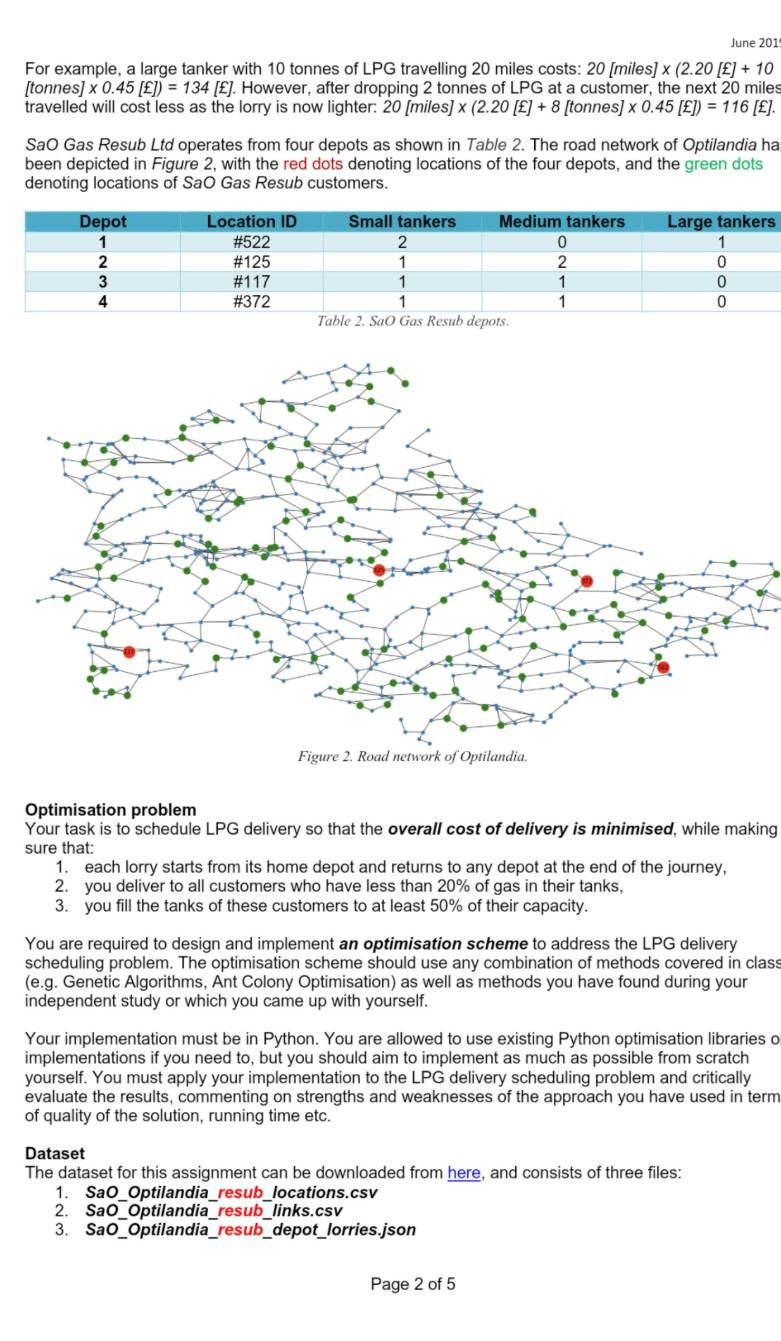 June 201
For example, a large tanker with 10 tonnes of LPG travelling 20 miles costs: 20 [miles] x (2.20 [£] + 10
[tonnes] x 0.45 [£]) = 134 [£]. However, after dropping 2 tonnes of LPG at a customer, the next 20 miles
travelled will cost less as the lorry is now lighter: 20 [miles] x (2.20 [£] + 8 [tonnes] x 0.45 [£]) = 116 [£].
SaO Gas Resub Ltd operates from four depots as shown in Table 2. The road network of Optilandia ha
been depicted in Figure 2, with the red dots denoting locations of the four depots, and the green dots
denoting locations of SaO Gas Resub customers.
Depot Location ID Small tankers Medium tankers Large tankers
1 #522 2 0 1
2 #125 1 2 0
3 #117 1 1 0
4 #372 1 1 0
Table 2. SaO Gas Resub depots.
Figure 2. Road network of Optilandia.
Optimisation problem
Your task is to schedule LPG delivery so that the overall cost of delivery is minimised, while making
sure that:
1. each lorry starts from its home depot and returns to any depot at the end of the journey,
2. you deliver to all customers who have less than 20% of gas in their tanks,
3. you fill the tanks of these customers to at least 50% of their capacity.
You are required to design and implement an optimisation scheme to address the LPG delivery
scheduling problem. The optimisation scheme should use any combination of methods covered in class
(e.g. Genetic Algorithms, Ant Colony Optimisation) as well as methods you have found during your
independent study or which you came up with yourself.
Your implementation must be in Python. You are allowed to use existing Python optimisation libraries o
implementations if you need to, but you should aim to implement as much as possible from scratch
yourself. You must apply your implementation to the LPG delivery scheduling problem and critically
evaluate the results, commenting on strengths and weaknesses of the approach you have used in term
of quality of the solution, running time etc.
Dataset
The dataset for this assignment can be downloaded from here, and consists of three files:
1. SaO_Optilandia_resub_locations.csv
2. SaO_Optilandia_resub_links.csv
3. SaO_Optilandia_resub_depot_lorries.json
Page 2 of 5